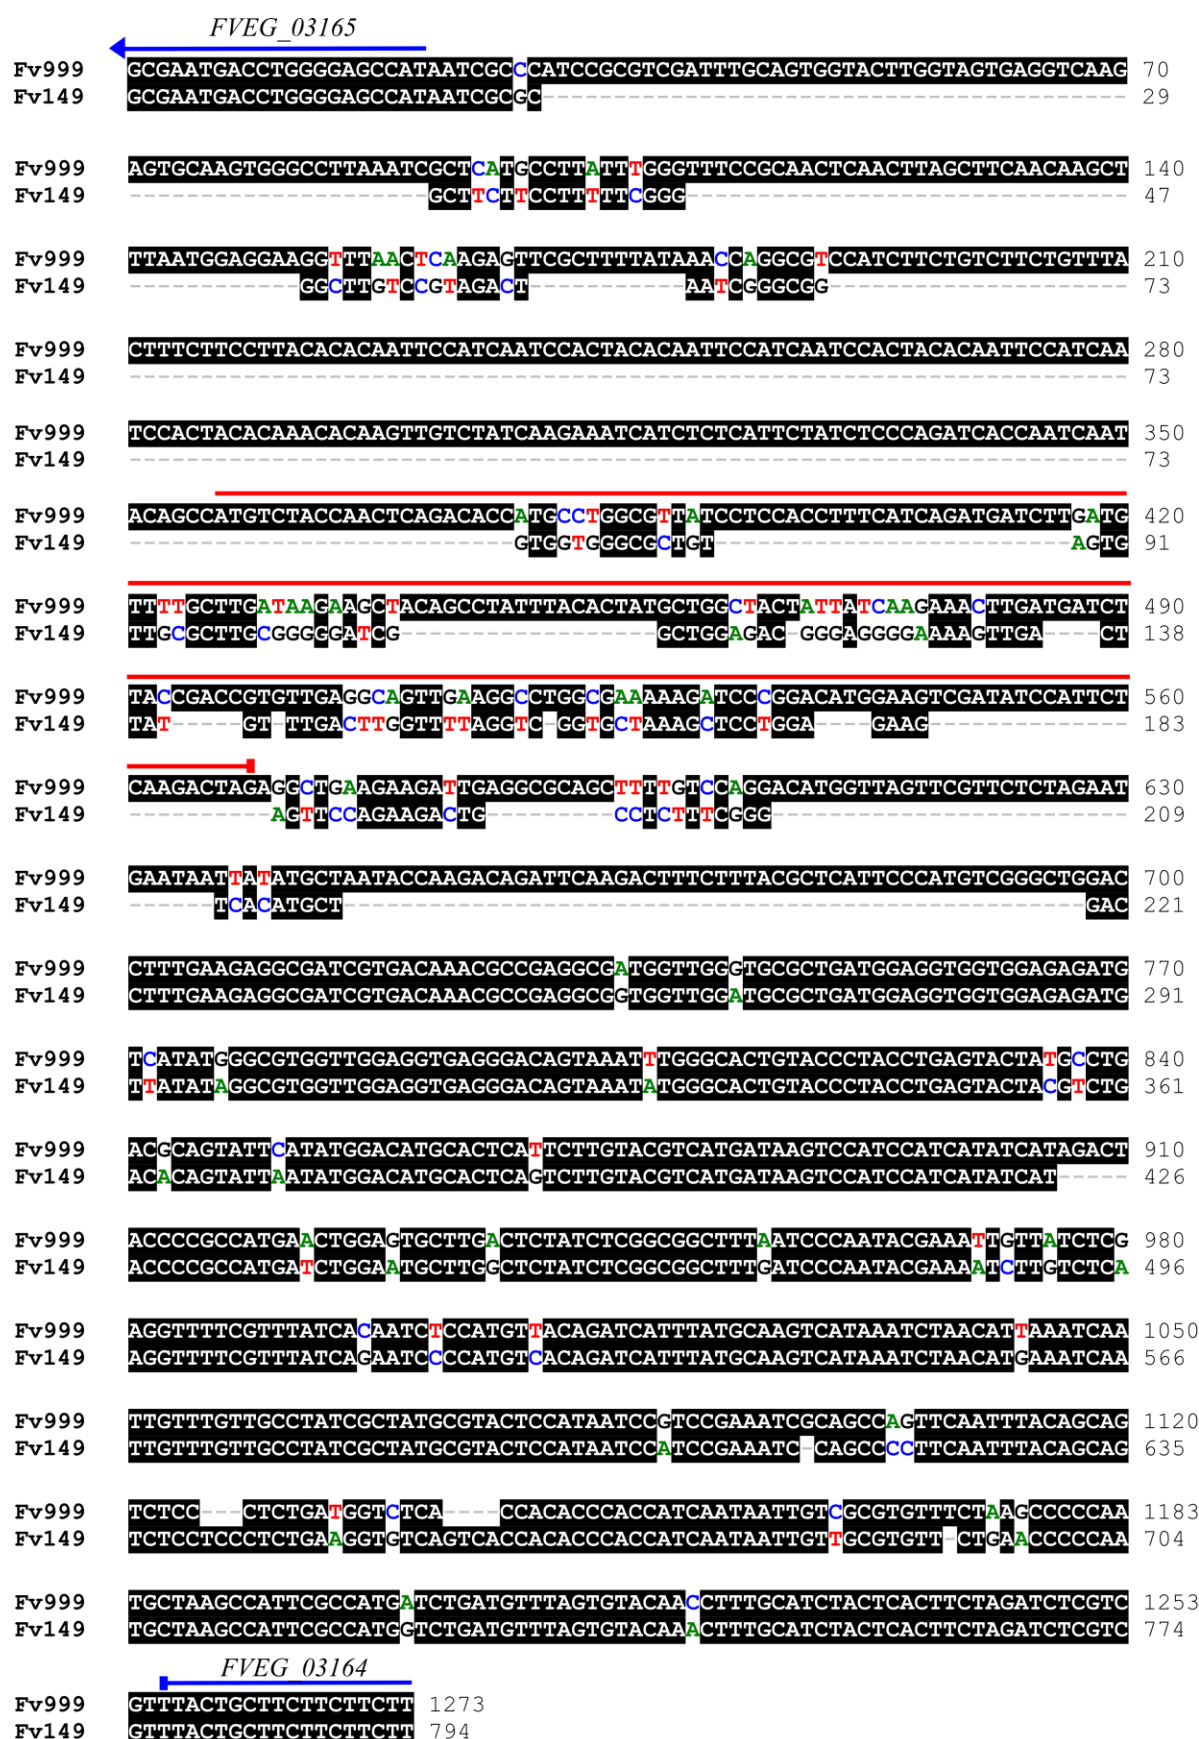 FVEG_03165
Fv999 GCGAATGACCTGGGGAGCCATAATCGCCCATCCGCGTCGATTTGCAGTGGTACTTGGTAGTGAGGTCAAG 70
Fv149 GCGAATGACCTGGGGAGCCATAATCGCGC----------------------------------------- 29
Fv999 AGTGCAAGTGGGCCTTAAATCGCTCATGCCTTATTTGGGTTTCCGCAACTCAACTTAGCTTCAACAAGCT 140
Fv149 ---------------------GCTTCTTCCTTTTTCGGG------------------------------- 47
Fv999 TTAATGGAGGAAGGTTTAACTCAAGAGTTCGCTTTTATAAACCAGGCGTCCATCTTCTGTCTTCTGTTTA 210
Fv149 ------------GGCTTGTCCGTAGACT-----------AATCGGGCGG--------------------- 73
Fv999 CTTTCTTCCTTACACACAATTCCATCAATCCACTACACAATTCCATCAATCCACTACACAATTCCATCAA 280
Fv149 ---------------------------------------------------------------------- 73
Fv999 TCCACTACACAAACACAAGTTGTCTATCAAGAAATCATCTCTCATTCTATCTCCCAGATCACCAATCAAT 350
Fv149 ---------------------------------------------------------------------- 73
Fv999 ACAGCCATGTCTACCAACTCAGACACCATGCCTGGCGTTATCCTCCACCTTTCATCAGATGATCTTGATG 420
Fv149 ---------------------------GTGGTGGGCGCTGT-------------------------AGTG 91
Fv999 TTTTGCTTGATAAGAAGCTACAGCCTATTTACACTATGCTGGCTACTATTATCAAGAAACTTGATGATCT 490
Fv149 TTGCGCTTGCGGGGGATCG------------------GCTGGAGAC-GGGAGGGGAAAAGTTGA----CT 138
Fv999 TACCGACCGTGTTGAGGCAGTTGAAGGCCTGGCGAAAAAGATCCCGGACATGGAAGTCGATATCCATTCT 560
Fv149 TAT-----GT-TTGACTTGGTTTTAGGTC-GGTGCTAAAGCTCCTGGA----GAAG-------------- 183
Fv999 CAAGACTAGAGGCTGAAGAAGATTGAGGCGCAGCTTTTGTCCAGGACATGGTTAGTTCGTTCTCTAGAAT 630
Fv149 ----------AGTTCCAGAAGACTG---------CCTCTTTCGGG------------------------- 209
Fv999 GAATAATTATATGCTAATACCAAGACAGATTCAAGACTTTCTTTACGCTCATTCCCATGTCGGGCTGGAC 700
Fv149 ------TCACATGCT----------------------------------------------------GAC 221
Fv999 CTTTGAAGAGGCGATCGTGACAAACGCCGAGGCGATGGTTGGGTGCGCTGATGGAGGTGGTGGAGAGATG 770
Fv149 CTTTGAAGAGGCGATCGTGACAAACGCCGAGGCGGTGGTTGGATGCGCTGATGGAGGTGGTGGAGAGATG 291
Fv999 TCATATGGGCGTGGTTGGAGGTGAGGGACAGTAAATTTGGGCACTGTACCCTACCTGAGTACTATGCCTG 840
Fv149 TTATATAGGCGTGGTTGGAGGTGAGGGACAGTAAATATGGGCACTGTACCCTACCTGAGTACTACGTCTG 361
Fv999 ACGCAGTATTCATATGGACATGCACTCATTCTTGTACGTCATGATAAGTCCATCCATCATATCATAGACT 910
Fv149 ACACAGTATTAATATGGACATGCACTCAGTCTTGTACGTCATGATAAGTCCATCCATCATATCAT----- 426
Fv999 ACCCCGCCATGAACTGGAGTGCTTGACTCTATCTCGGCGGCTTTAATCCCAATACGAAATTGTTATCTCG 980
Fv149 ACCCCGCCATGATCTGGAATGCTTGGCTCTATCTCGGCGGCTTTGATCCCAATACGAAAATCTTGTCTCA 496
Fv999 AGGTTTTCGTTTATCACAATCTCCATGTTACAGATCATTTATGCAAGTCATAAATCTAACATTAAATCAA 1050
Fv149 AGGTTTTCGTTTATCAGAATCCCCATGTCACAGATCATTTATGCAAGTCATAAATCTAACATGAAATCAA 566
Fv999 TTGTTTGTTGCCTATCGCTATGCGTACTCCATAATCCGTCCGAAATCGCAGCCAGTTCAATTTACAGCAG 1120
Fv149 TTGTTTGTTGCCTATCGCTATGCGTACTCCATAATCCATCCGAAATC-CAGCCCCTTCAATTTACAGCAG 635
Fv999 TCTCC---CTCTGATGGTCTCA----CCACACCCACCATCAATAATTGTCGCGTGTTTCTAAGCCCCCAA 1183
Fv149 TCTCCTCCCTCTGAAGGTGTCAGTCACCACACCCACCATCAATAATTGTTGCGTGTT-CTGAACCCCCAA 704
Fv999 TGCTAAGCCATTCGCCATGATCTGATGTTTAGTGTACAACCTTTGCATCTACTCACTTCTAGATCTCGTC 1253
Fv149 TGCTAAGCCATTCGCCATGGTCTGATGTTTAGTGTACAAACTTTGCATCTACTCACTTCTAGATCTCGTC 774
FVEG_03164
Fv999 GTTTACTGCTTCTTCTTCTT 1273
Fv149 GTTTACTGCTTCTTCTTCTT 794